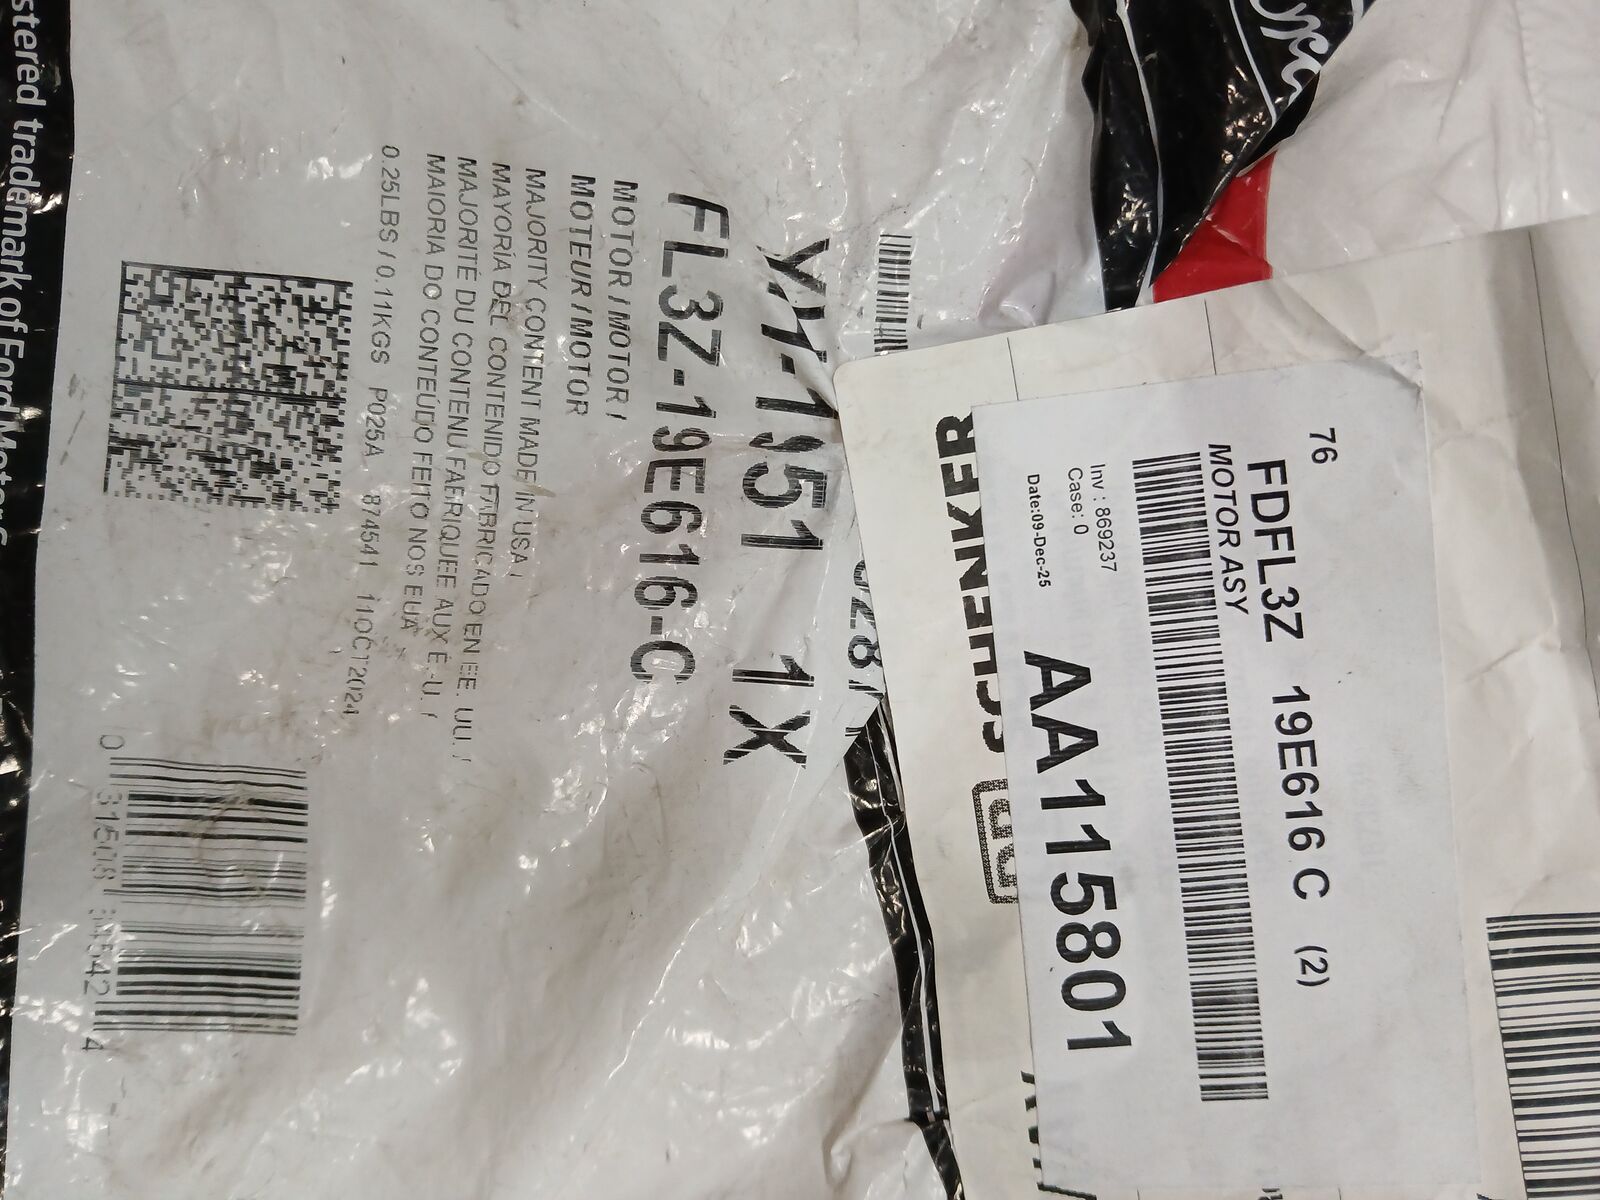 76
FDFL3Z 19E616 C (2)
MOTOR ASY
Inv : 869237
Case: 0
Date:09-Dec-25
AA115801
SCHENKER
YY-1951 1X
FL3Z-19E616-C
MOTOR / MOTOR /
MOTEUR / MOTOR
MAJORITY CONTENT MADE IN USA /
MAYORÍA DEL CONTENIDO FABRICADO EN EE. UU. /
MAJORITÉ DU CONTENU FABRIQUÉE AUX É.-U. /
MAIORIA DO CONTEÚDO FEITO NOS EUA
0.25LBS / 0.11KGS P025A 874541 11OCT2024
stered trademark of Ford Motor C